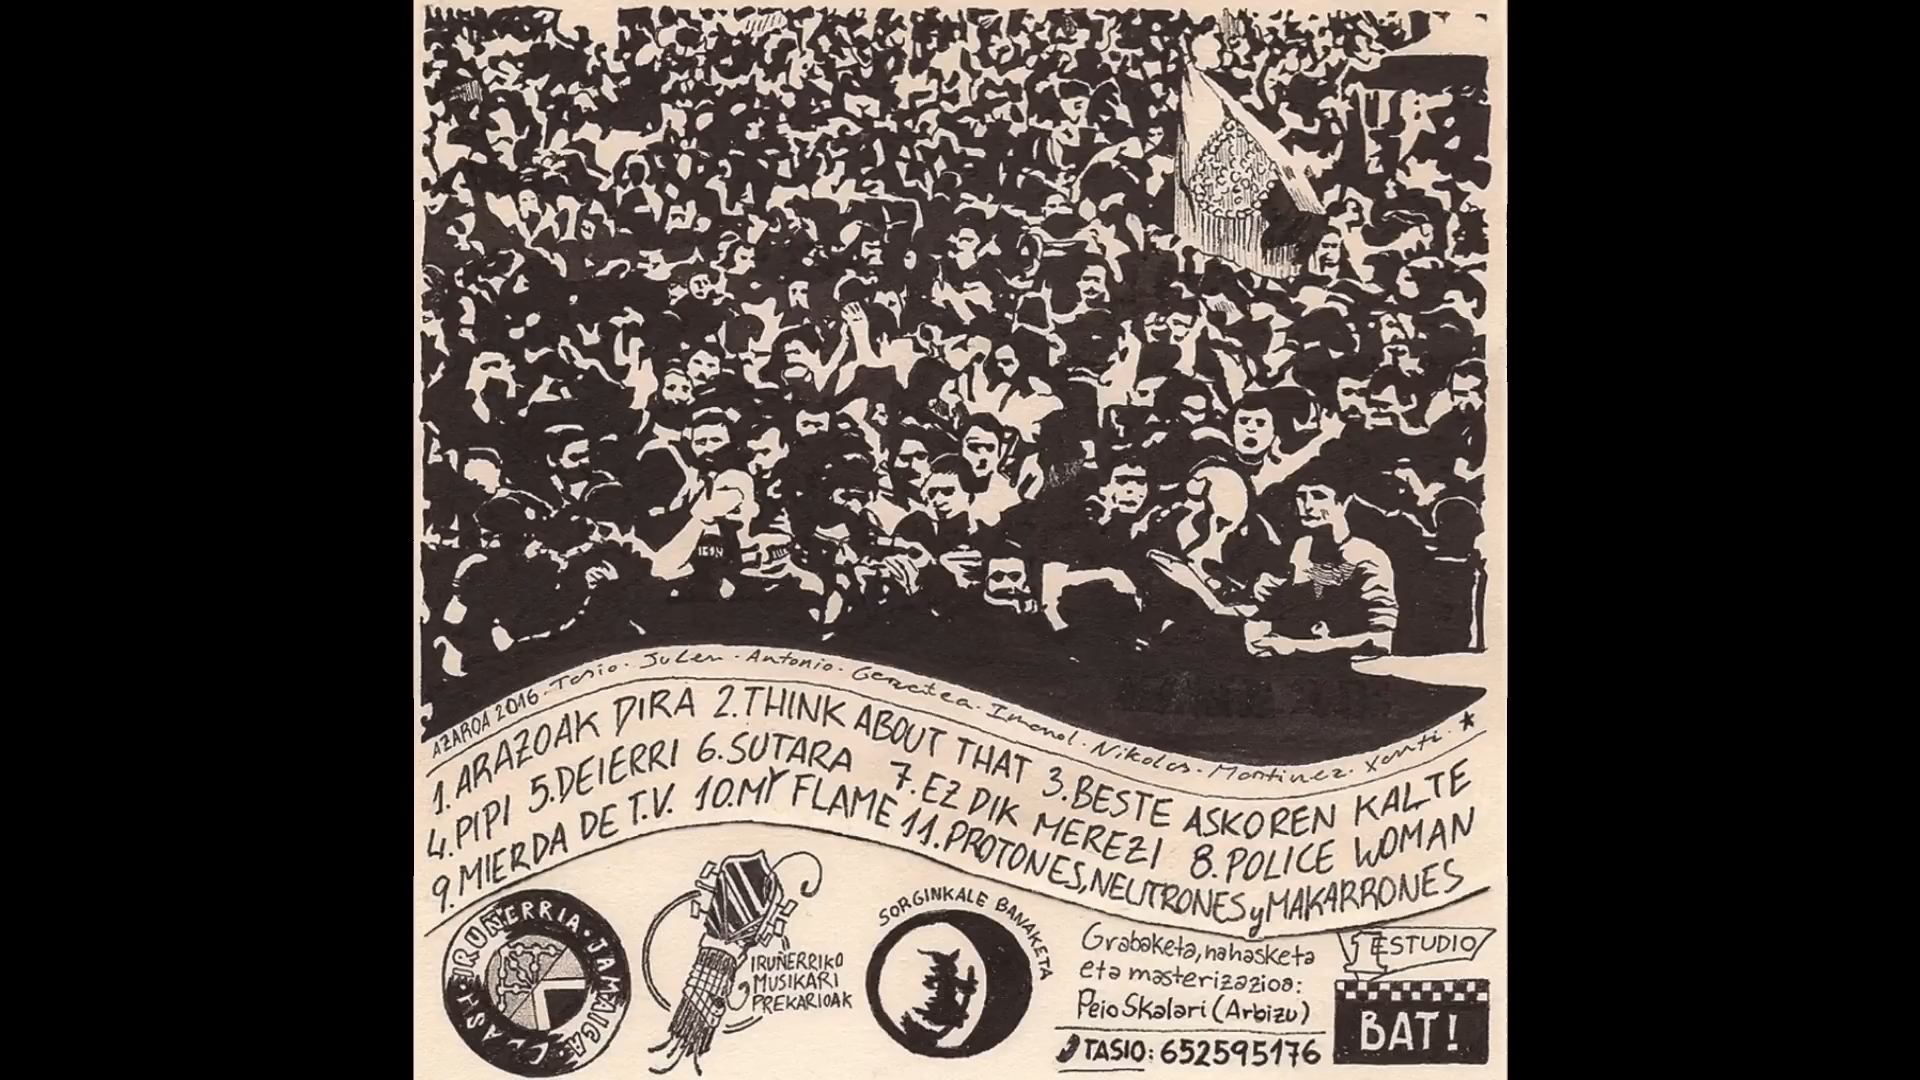 AZAROA 2016 · Tasio · Julen · Antonio · Gazatea · Imanol · Nikolas · Martinez · Xanti · ★
1. ARAZOAK DIRA 2. THINK ABOUT THAT 3. BESTE ASKOREN KALTE
4. PIPI 5. DEIERRI 6. SUTARA 7. EZ DIK MEREZI 8. POLICE WOMAN
9. MIERDA DE T.V. 10. MY FLAME 11. PROTONES, NEUTRONES y MAKARRONES
IRUÑERRIA · JAMAIGA · CLASH ·
IRUÑERRIKO
MUSIKARI
PREKARIOAK
SORGINKALE BANAKETA
Grabaketa, nahasketa
eta masterizazioa:
Peio Skalari (Arbizu)
TASIO: 652595176
ESTUDIO
BAT!